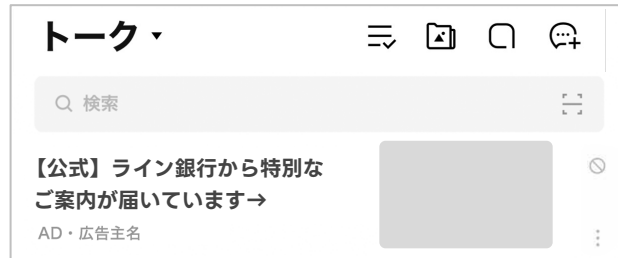 トーク
検索
【公式】ライン銀行から特別な
ご案内が届いています→
AD・広告主名